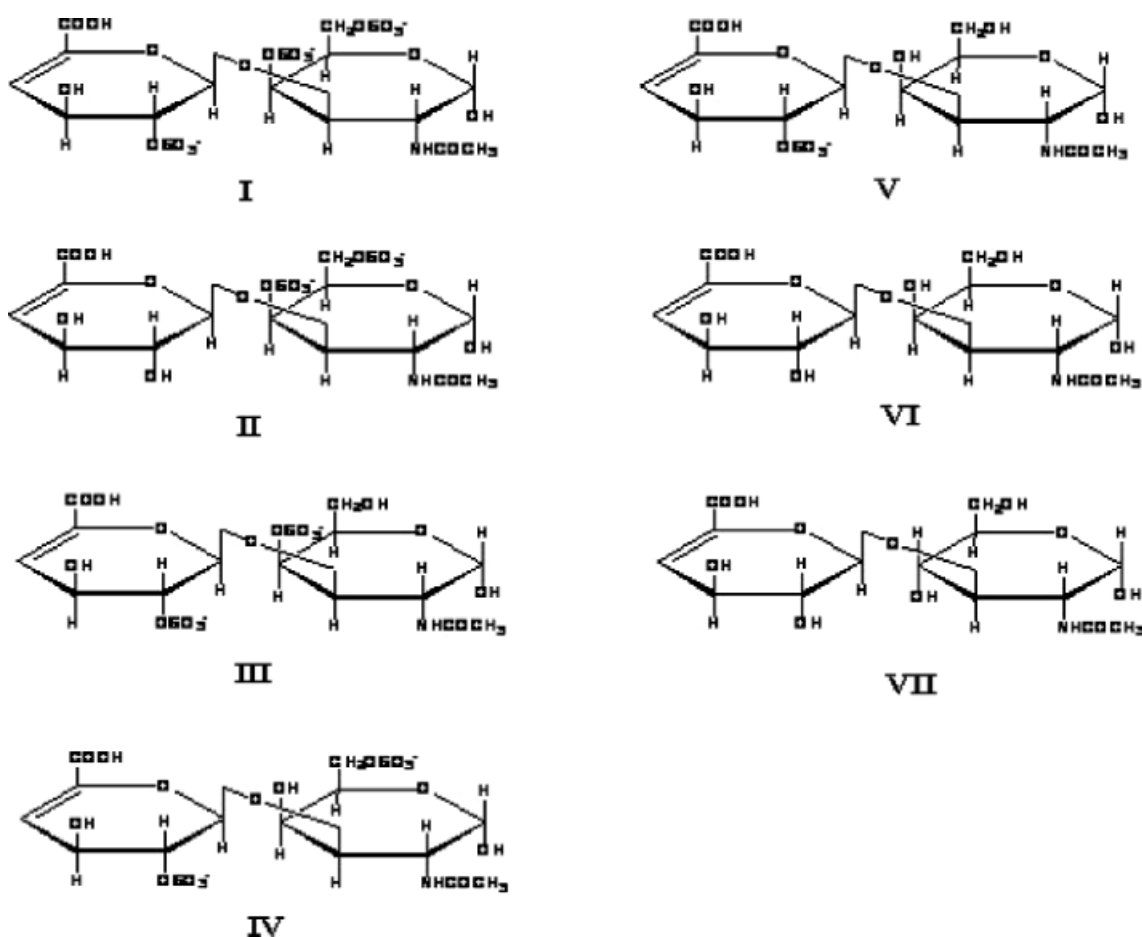 COOH
CH₂OSO₃⁻
O OSO₃⁻ O H
O H
OH H H H
H OH
H OSO₃⁻ H NHCOCH₃
I
COOH
CH₂OSO₃⁻
O OSO₃⁻ O H
O H
OH H H H
H OH
H OH H NHCOCH₃
II
COOH
CH₂OH
O OSO₃⁻ O H
O H
OH H H H
H OH
H OSO₃⁻ H NHCOCH₃
III
COOH
CH₂OSO₃⁻
O OH O H
O H
OH H H
H H OH
H OSO₃⁻ H NHCOCH₃
IV
COOH
CH₂OH
O OH O H
O H
OH H H
H H OH
H OSO₃⁻ H NHCOCH₃
V
COOH
CH₂OH
O OH O H
O H
OH H H
H H OH
H OH H NHCOCH₃
VI
COOH
CH₂OH
O H O H
O H
OH H H
H OH OH
H OH H NHCOCH₃
VII